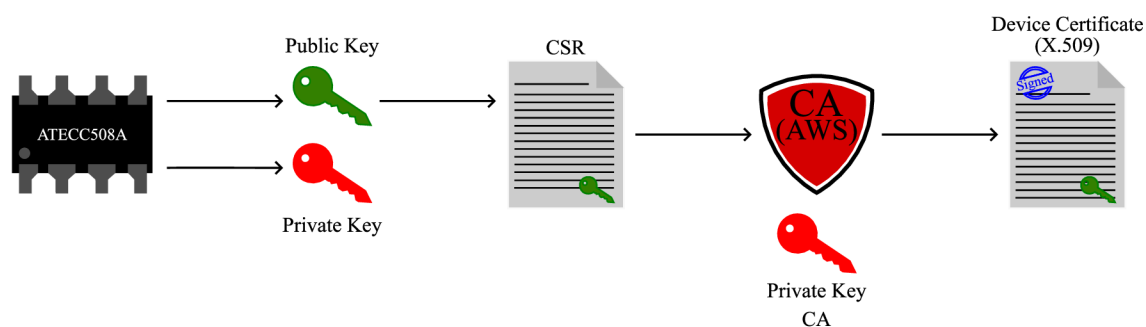 ATECC508A
Public Key
Private Key
CSR
CA
(AWS)
Private Key
CA
Device Certificate
(X.509)
Signed